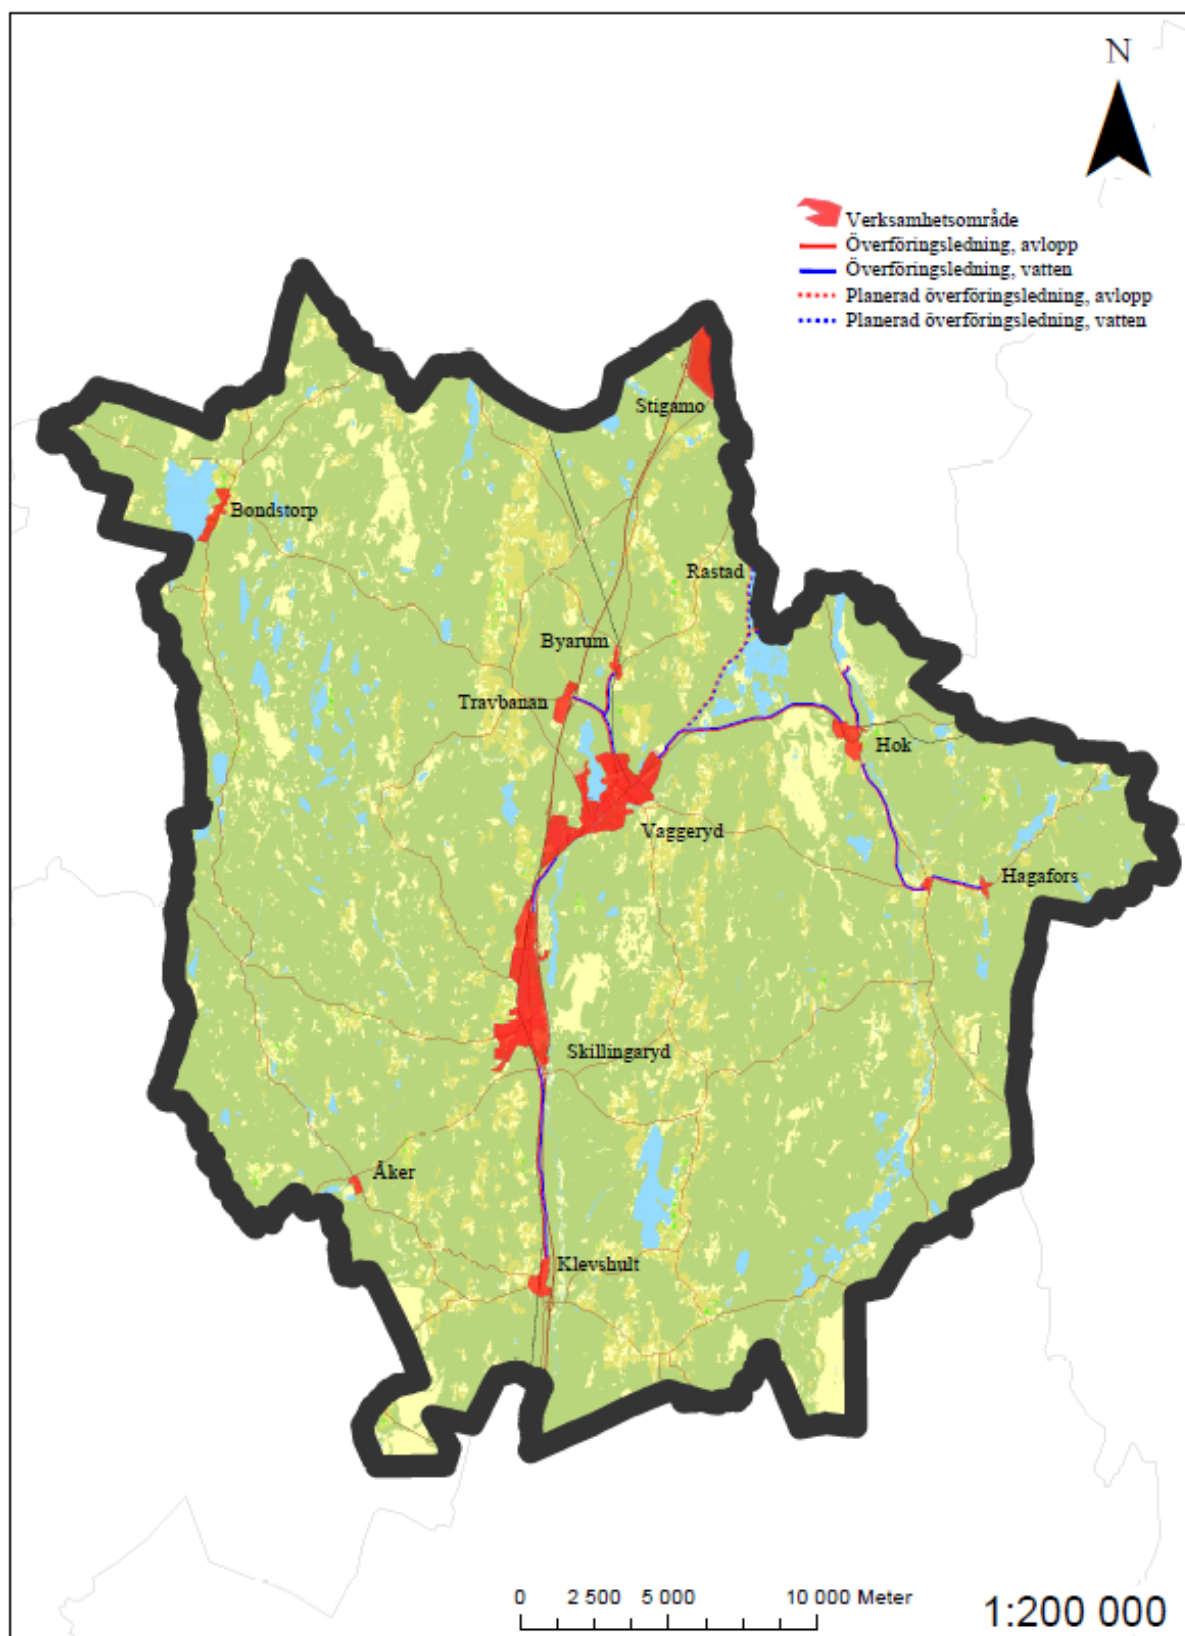 N
Verksamhetsområde
Överföringsledning, avlopp
Överföringsledning, vatten
Planerad överföringsledning, avlopp
Planerad överföringsledning, vatten
Stigamo
Bondstorp
Rastad
Byarum
Travbanan
Hok
Vaggeryd
Hagafors
Skillingaryd
Åker
Klevshult
0 2 500 5 000 10 000 Meter
1:200 000